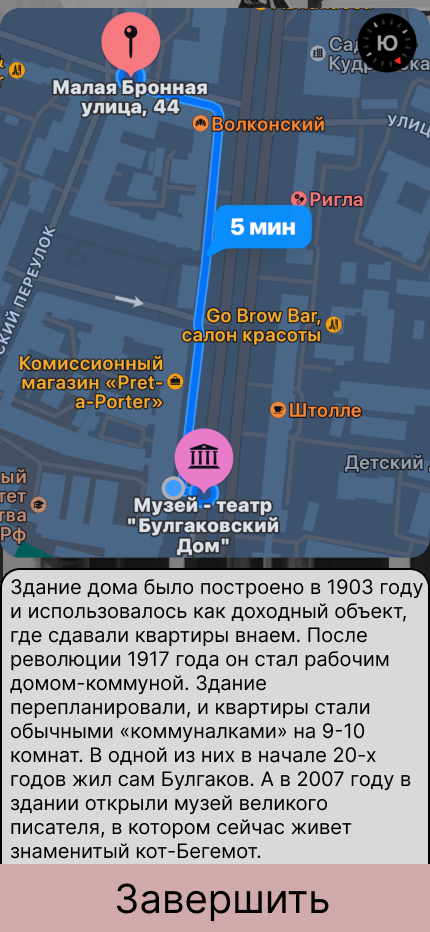 Ю
Сад
Кудр
ска
Малая Бронная
улица, 44
Волконский
УЛИЦ
Ригла
5 мин
СКИЙ ПЕРЕУЛОК
Go Brow Bar,
салон красоты
Комиссионный
магазин «Pret-
a-Porter»
Штолле
Детский
ый
тет
тва
Рф
Музей - театр
"Булгаковский
Дом"
Здание дома было построено в 1903 году
и использовалось как доходный объект,
где сдавали квартиры внаем. После
революции 1917 года он стал рабочим
домом-коммуной. Здание
перепланировали, и квартиры стали
обычными «коммуналками» на 9-10
комнат. В одной из них в начале 20-х
годов жил сам Булгаков. А в 2007 году в
здании открыли музей великого
писателя, в котором сейчас живет
знаменитый кот-Бегемот.
Завершить